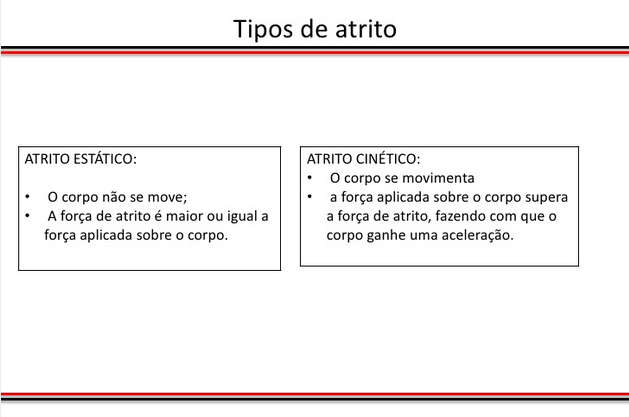 Tipos de atrito
ATRITO ESTÁTICO:
• O corpo não se move;
• A força de atrito é maior ou igual a
força aplicada sobre o corpo.
ATRITO CINÉTICO:
• O corpo se movimenta
• a força aplicada sobre o corpo supera
a força de atrito, fazendo com que o
corpo ganhe uma aceleração.